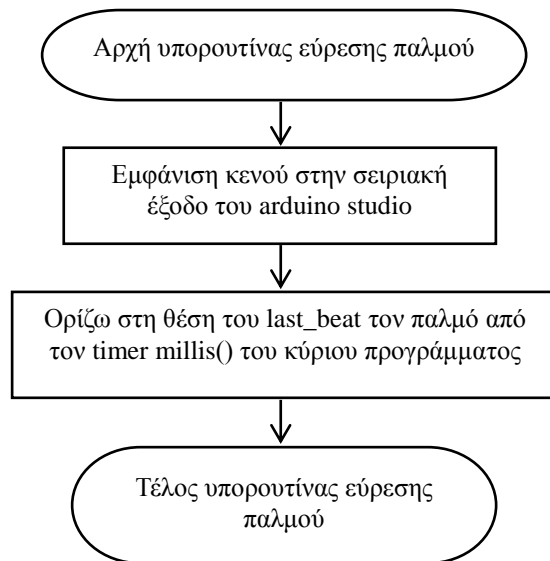 Αρχή υπορουτίνας εύρεσης παλμού
Εμφάνιση κενού στην σειριακή
έξοδο του arduino studio
Ορίζω στη θέση του last_beat τον παλμό από
τον timer millis() του κύριου προγράμματος
Τέλος υπορουτίνας εύρεσης
παλμού